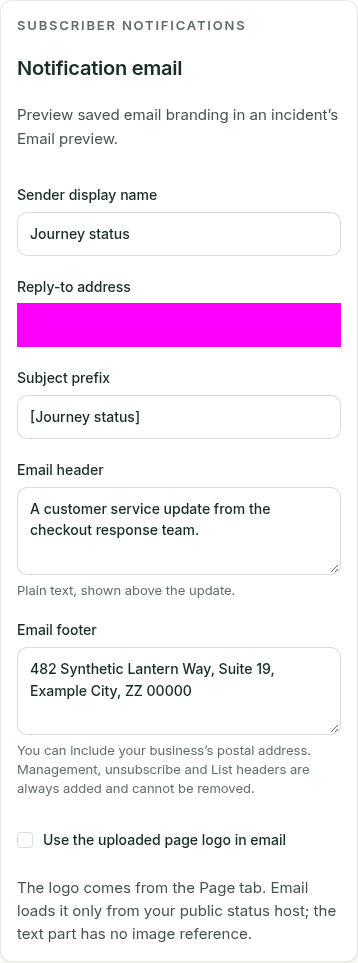 SUBSCRIBER NOTIFICATIONS
Notification email
Preview saved email branding in an incident’s
Email preview.
Sender display name
Journey status
Reply-to address
Subject prefix
[Journey status]
Email header
A customer service update from the
checkout response team.
Plain text, shown above the update.
Email footer
482 Synthetic Lantern Way, Suite 19,
Example City, ZZ 00000
You can include your business’s postal address.
Management, unsubscribe and List headers are
always added and cannot be removed.
Use the uploaded page logo in email
The logo comes from the Page tab. Email
loads it only from your public status host; the
text part has no image reference.